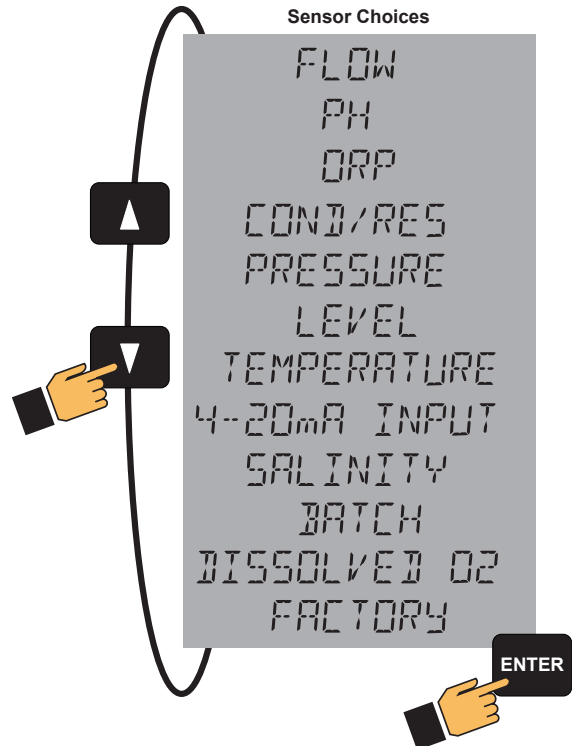 Sensor Choices
FLOW
PH
ORP
COND/RES
PRESSURE
LEVEL
TEMPERATURE
4-20mA INPUT
SALINITY
BATCH
DISSOLVED O2
FACTORY
ENTER